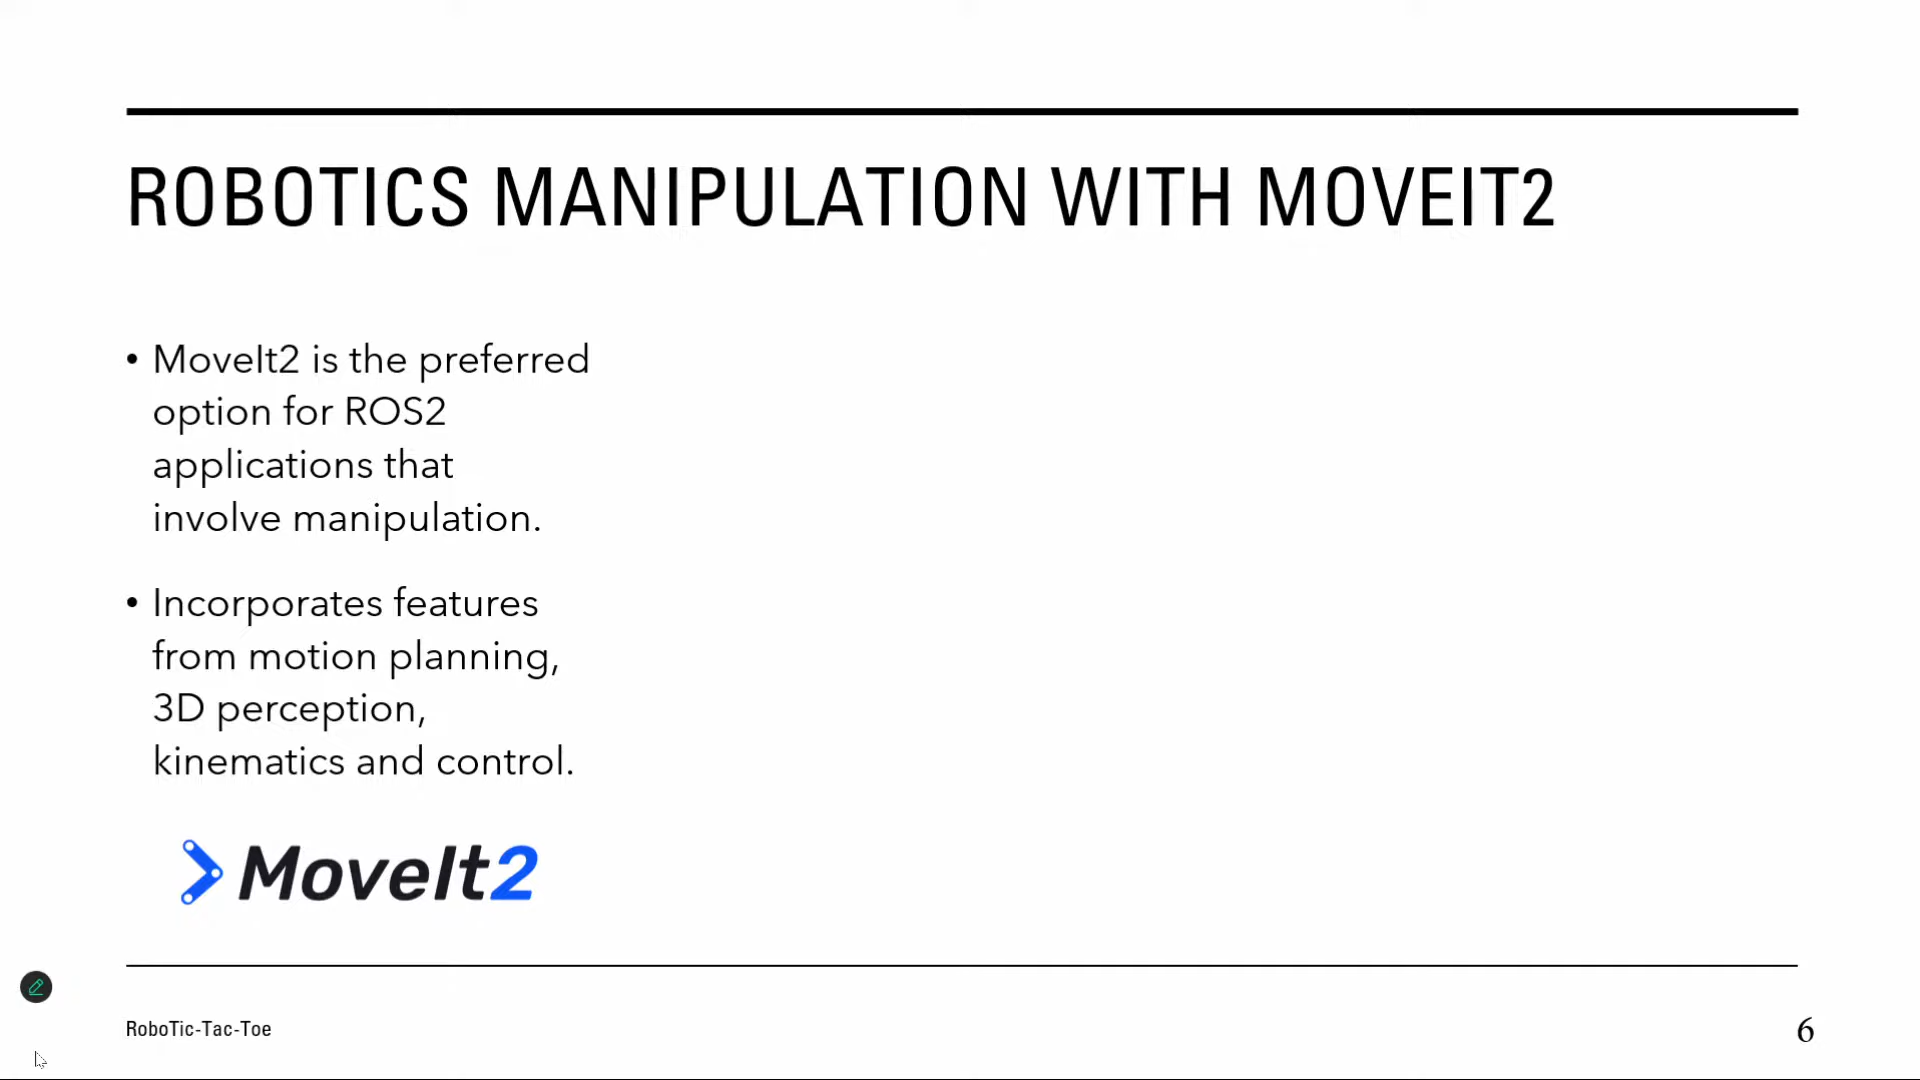 ROBOTICS MANIPULATION WITH MOVEIT2
• MoveIt2 is the preferred
option for ROS2
applications that
involve manipulation.
• Incorporates features
from motion planning,
3D perception,
kinematics and control.
MoveIt2
RoboTic-Tac-Toe
6